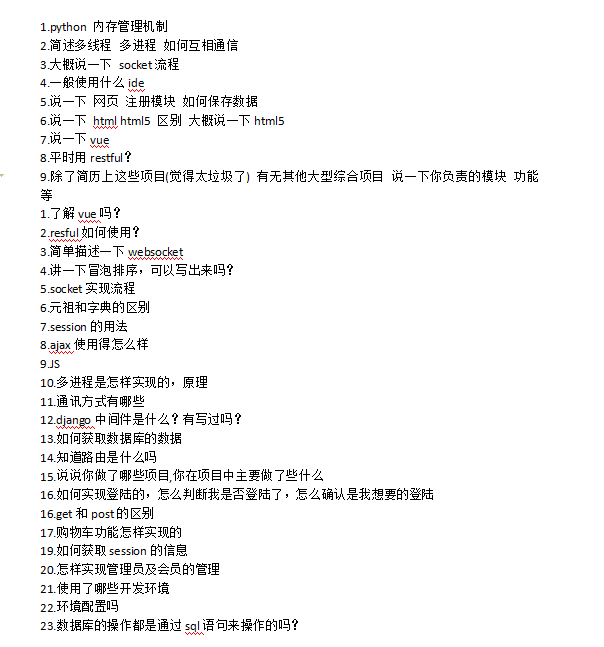 1.python 内存管理机制
2.简述多线程 多进程 如何互相通信
3.大概说一下 socket 流程
4.一般使用什么 ide
5.说一下 网页 注册模块 如何保存数据
6.说一下 html html5 区别 大概说一下 html5
7.说一下 vue
8.平时用 restful？
9.除了简历上这些项目(觉得太垃圾了) 有无其他大型综合项目 说一下你负责的模块 功能
等
1.了解 vue 吗？
2.resful 如何使用？
3.简单描述一下 websocket
4.讲一下冒泡排序，可以写出来吗？
5.socket 实现流程
6.元祖和字典的区别
7.session 的用法
8.ajax 使用得怎么样
9.JS
10.多进程是怎样实现的，原理
11.通讯方式有哪些
12.django 中间件是什么？有写过吗？
13.如何获取数据库的数据
14.知道路由是什么吗
15.说说你做了哪些项目,你在项目中主要做了些什么
16.如何实现登陆的，怎么判断我是否登陆了，怎么确认是我想要的登陆
16.get 和 post 的区别
17.购物车功能怎样实现的
19.如何获取 session 的信息
20.怎样实现管理员及会员的管理
21.使用了哪些开发环境
22.环境配置吗
23.数据库的操作都是通过 sql 语句来操作的吗？